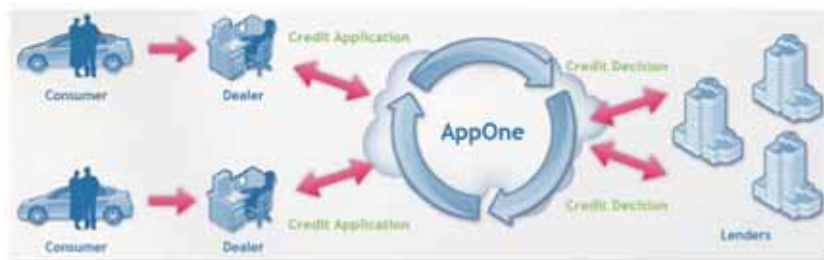 Credit Application
Credit Decision
Consumer
Dealer
AppOne
Credit Application
Credit Decision
Consumer
Dealer
Lenders